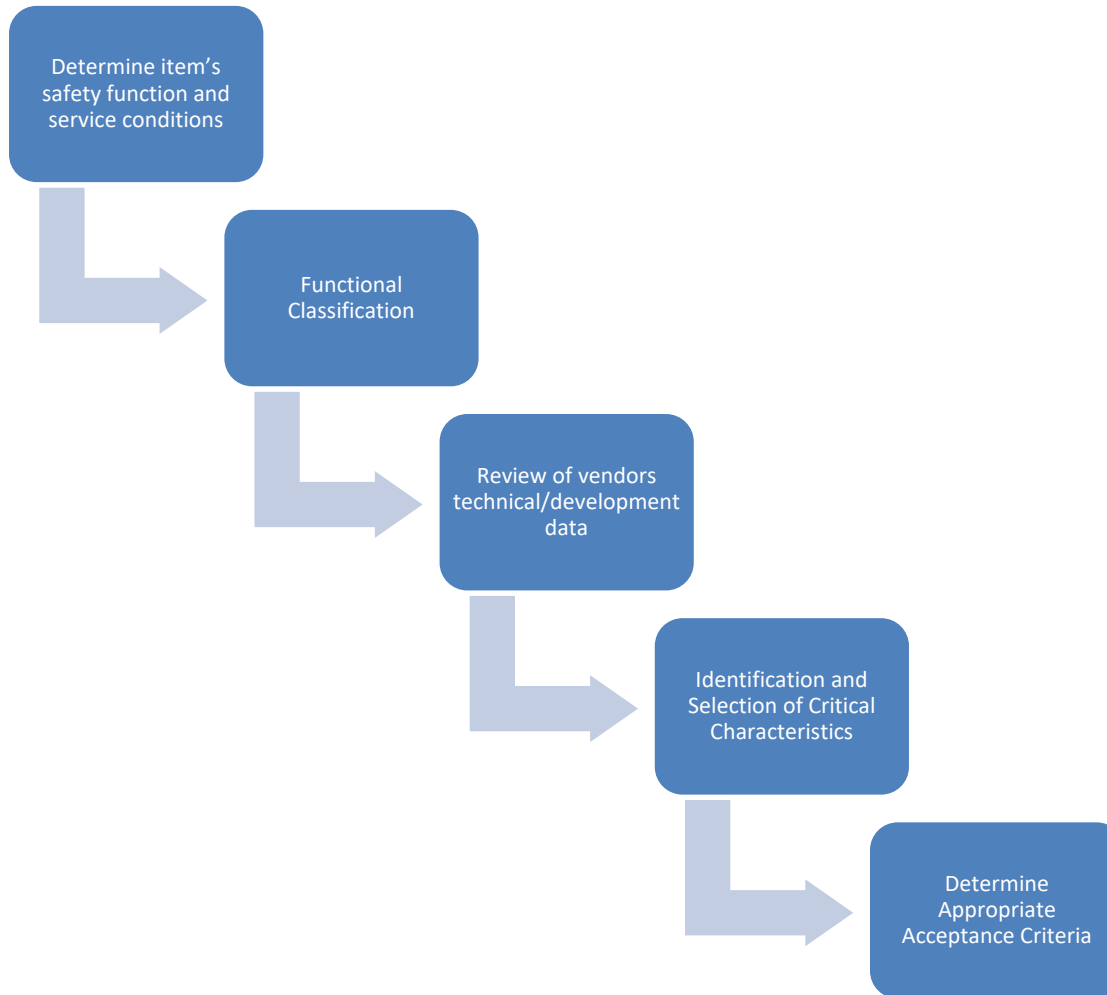 Determine item’s
safety function and
service conditions
Functional
Classification
Review of vendors
technical/development
data
Identification and
Selection of Critical
Characteristics
Determine
Appropriate
Acceptance Criteria